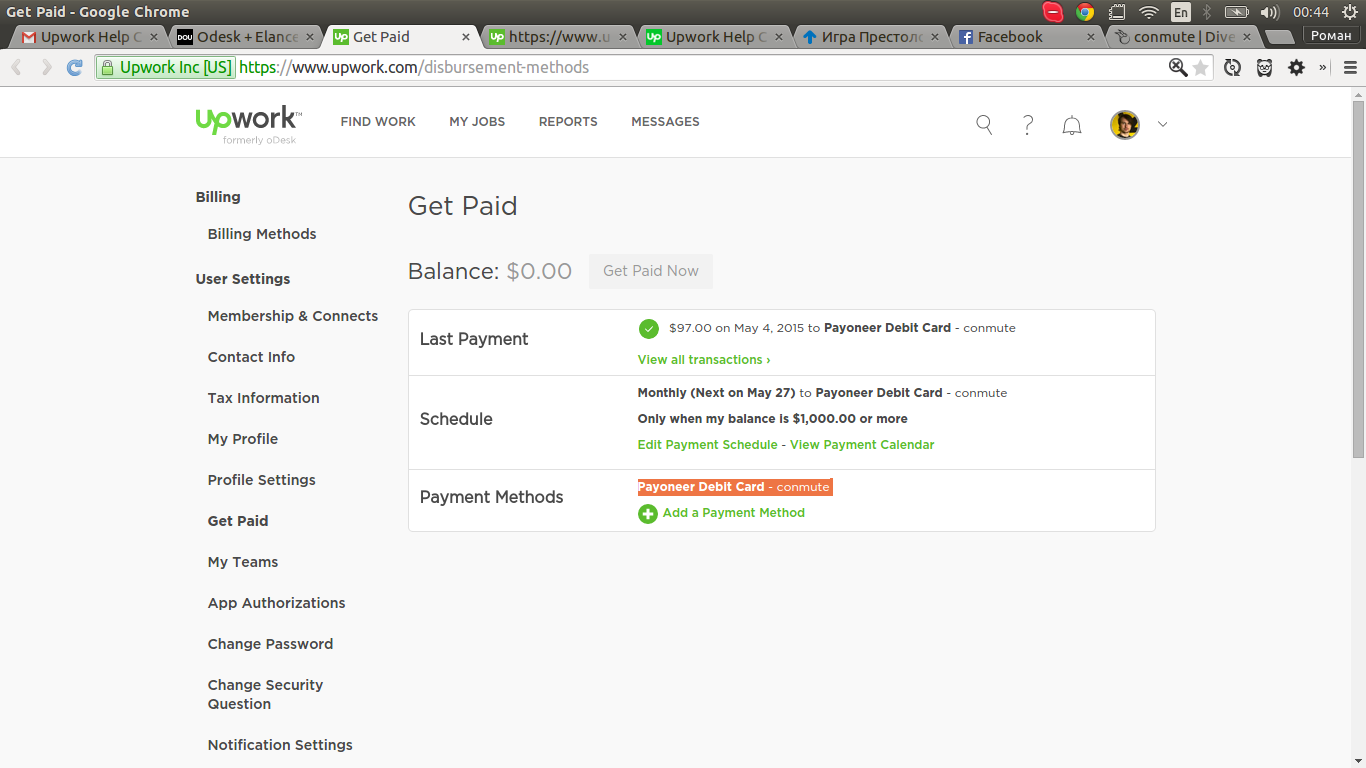 Get Paid - Google Chrome
En
00:44
Upwork Help C
DOU Odesk + Elance
up Get Paid
up https://www.u
up Upwork Help C
Игра Престоло
Facebook
conmute | Dive
Роман
Upwork Inc [US] https://www.upwork.com/disbursement-methods
upwork™
formerly oDesk
FIND WORK
MY JOBS
REPORTS
MESSAGES
Billing
Billing Methods
User Settings
Membership & Connects
Contact Info
Tax Information
My Profile
Profile Settings
Get Paid
My Teams
App Authorizations
Change Password
Change Security
Question
Notification Settings
Get Paid
Balance: $0.00 Get Paid Now
Last Payment
$97.00 on May 4, 2015 to Payoneer Debit Card - conmute
View all transactions ›
Schedule
Monthly (Next on May 27) to Payoneer Debit Card - conmute
Only when my balance is $1,000.00 or more
Edit Payment Schedule - View Payment Calendar
Payment Methods
Payoneer Debit Card - conmute
Add a Payment Method